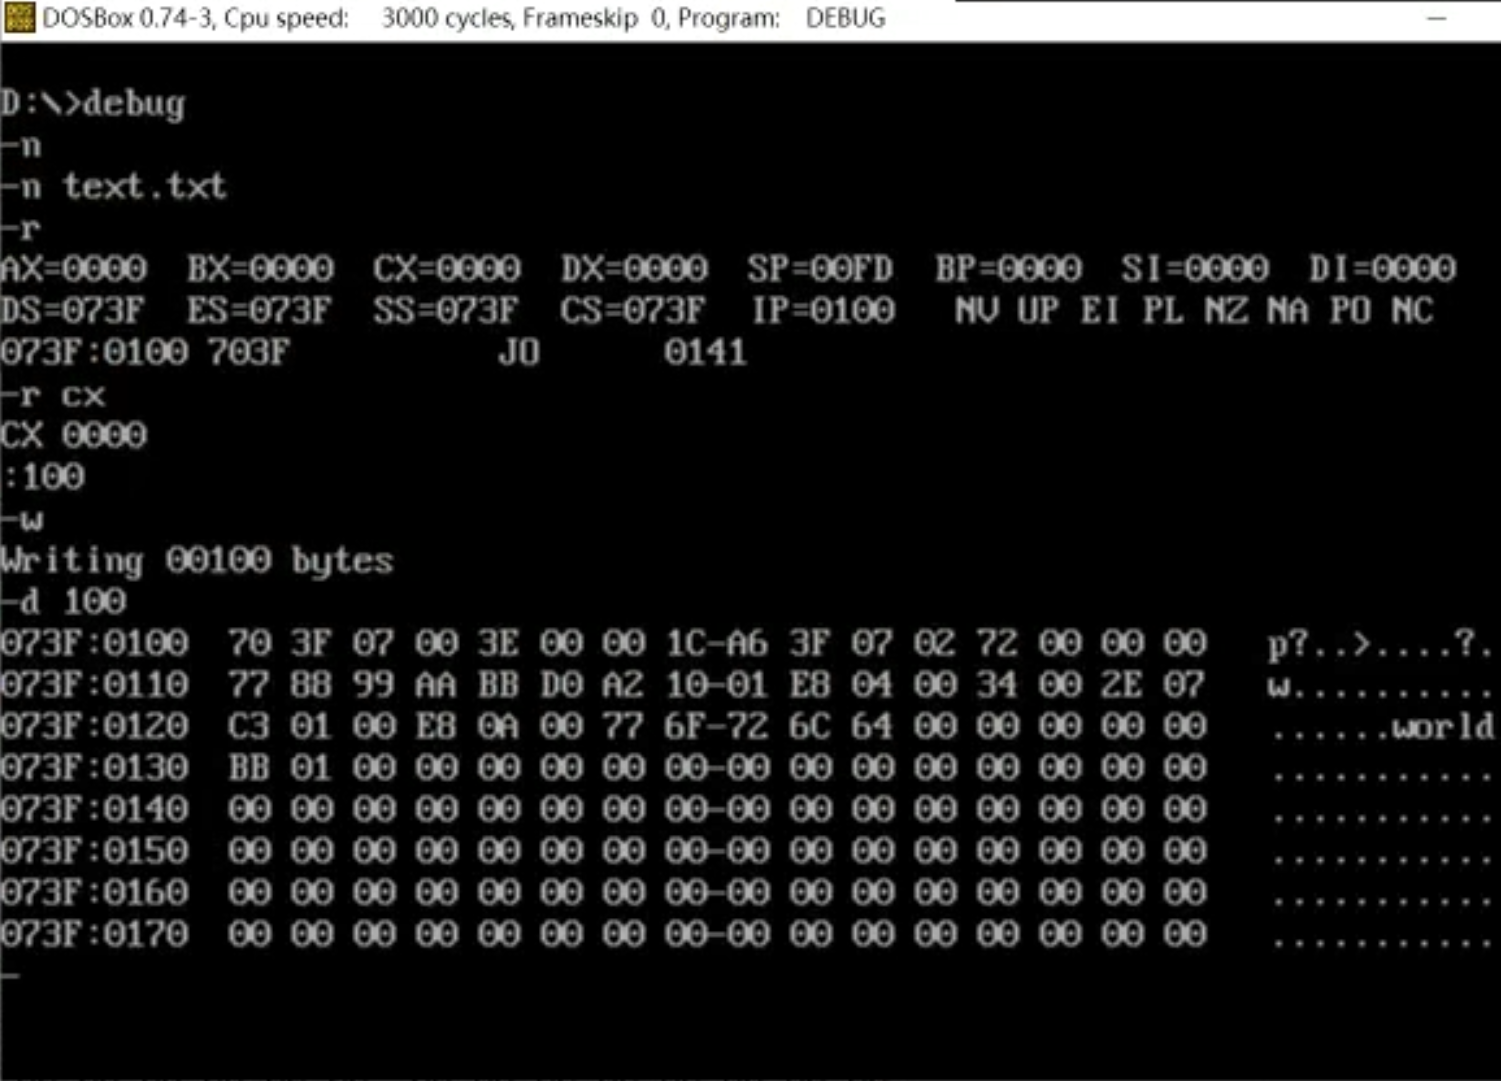 DOSBox 0.74-3, Cpu speed: 3000 cycles, Frameskip 0, Program: DEBUG
D:\>debug
-n
-n text.txt
-r
AX=0000 BX=0000 CX=0000 DX=0000 SP=00FD BP=0000 SI=0000 DI=0000
DS=073F ES=073F SS=073F CS=073F IP=0100 NV UP EI PL NZ NA PO NC
073F:0100 703F JO 0141
-r cx
CX 0000
:100
-w
Writing 00100 bytes
-d 100
073F:0100 70 3F 07 00 3E 00 00 1C-A6 3F 07 02 72 00 00 00 p?..>....?.
073F:0110 77 88 99 AA BB D0 A2 10-01 E8 04 00 34 00 2E 07 w..........
073F:0120 C3 01 00 E8 0A 00 77 6F-72 6C 64 00 00 00 00 00 ......world
073F:0130 BB 01 00 00 00 00 00 00-00 00 00 00 00 00 00 00 ...........
073F:0140 00 00 00 00 00 00 00 00-00 00 00 00 00 00 00 00 ...........
073F:0150 00 00 00 00 00 00 00 00-00 00 00 00 00 00 00 00 ...........
073F:0160 00 00 00 00 00 00 00 00-00 00 00 00 00 00 00 00 ...........
073F:0170 00 00 00 00 00 00 00 00-00 00 00 00 00 00 00 00 ...........
-